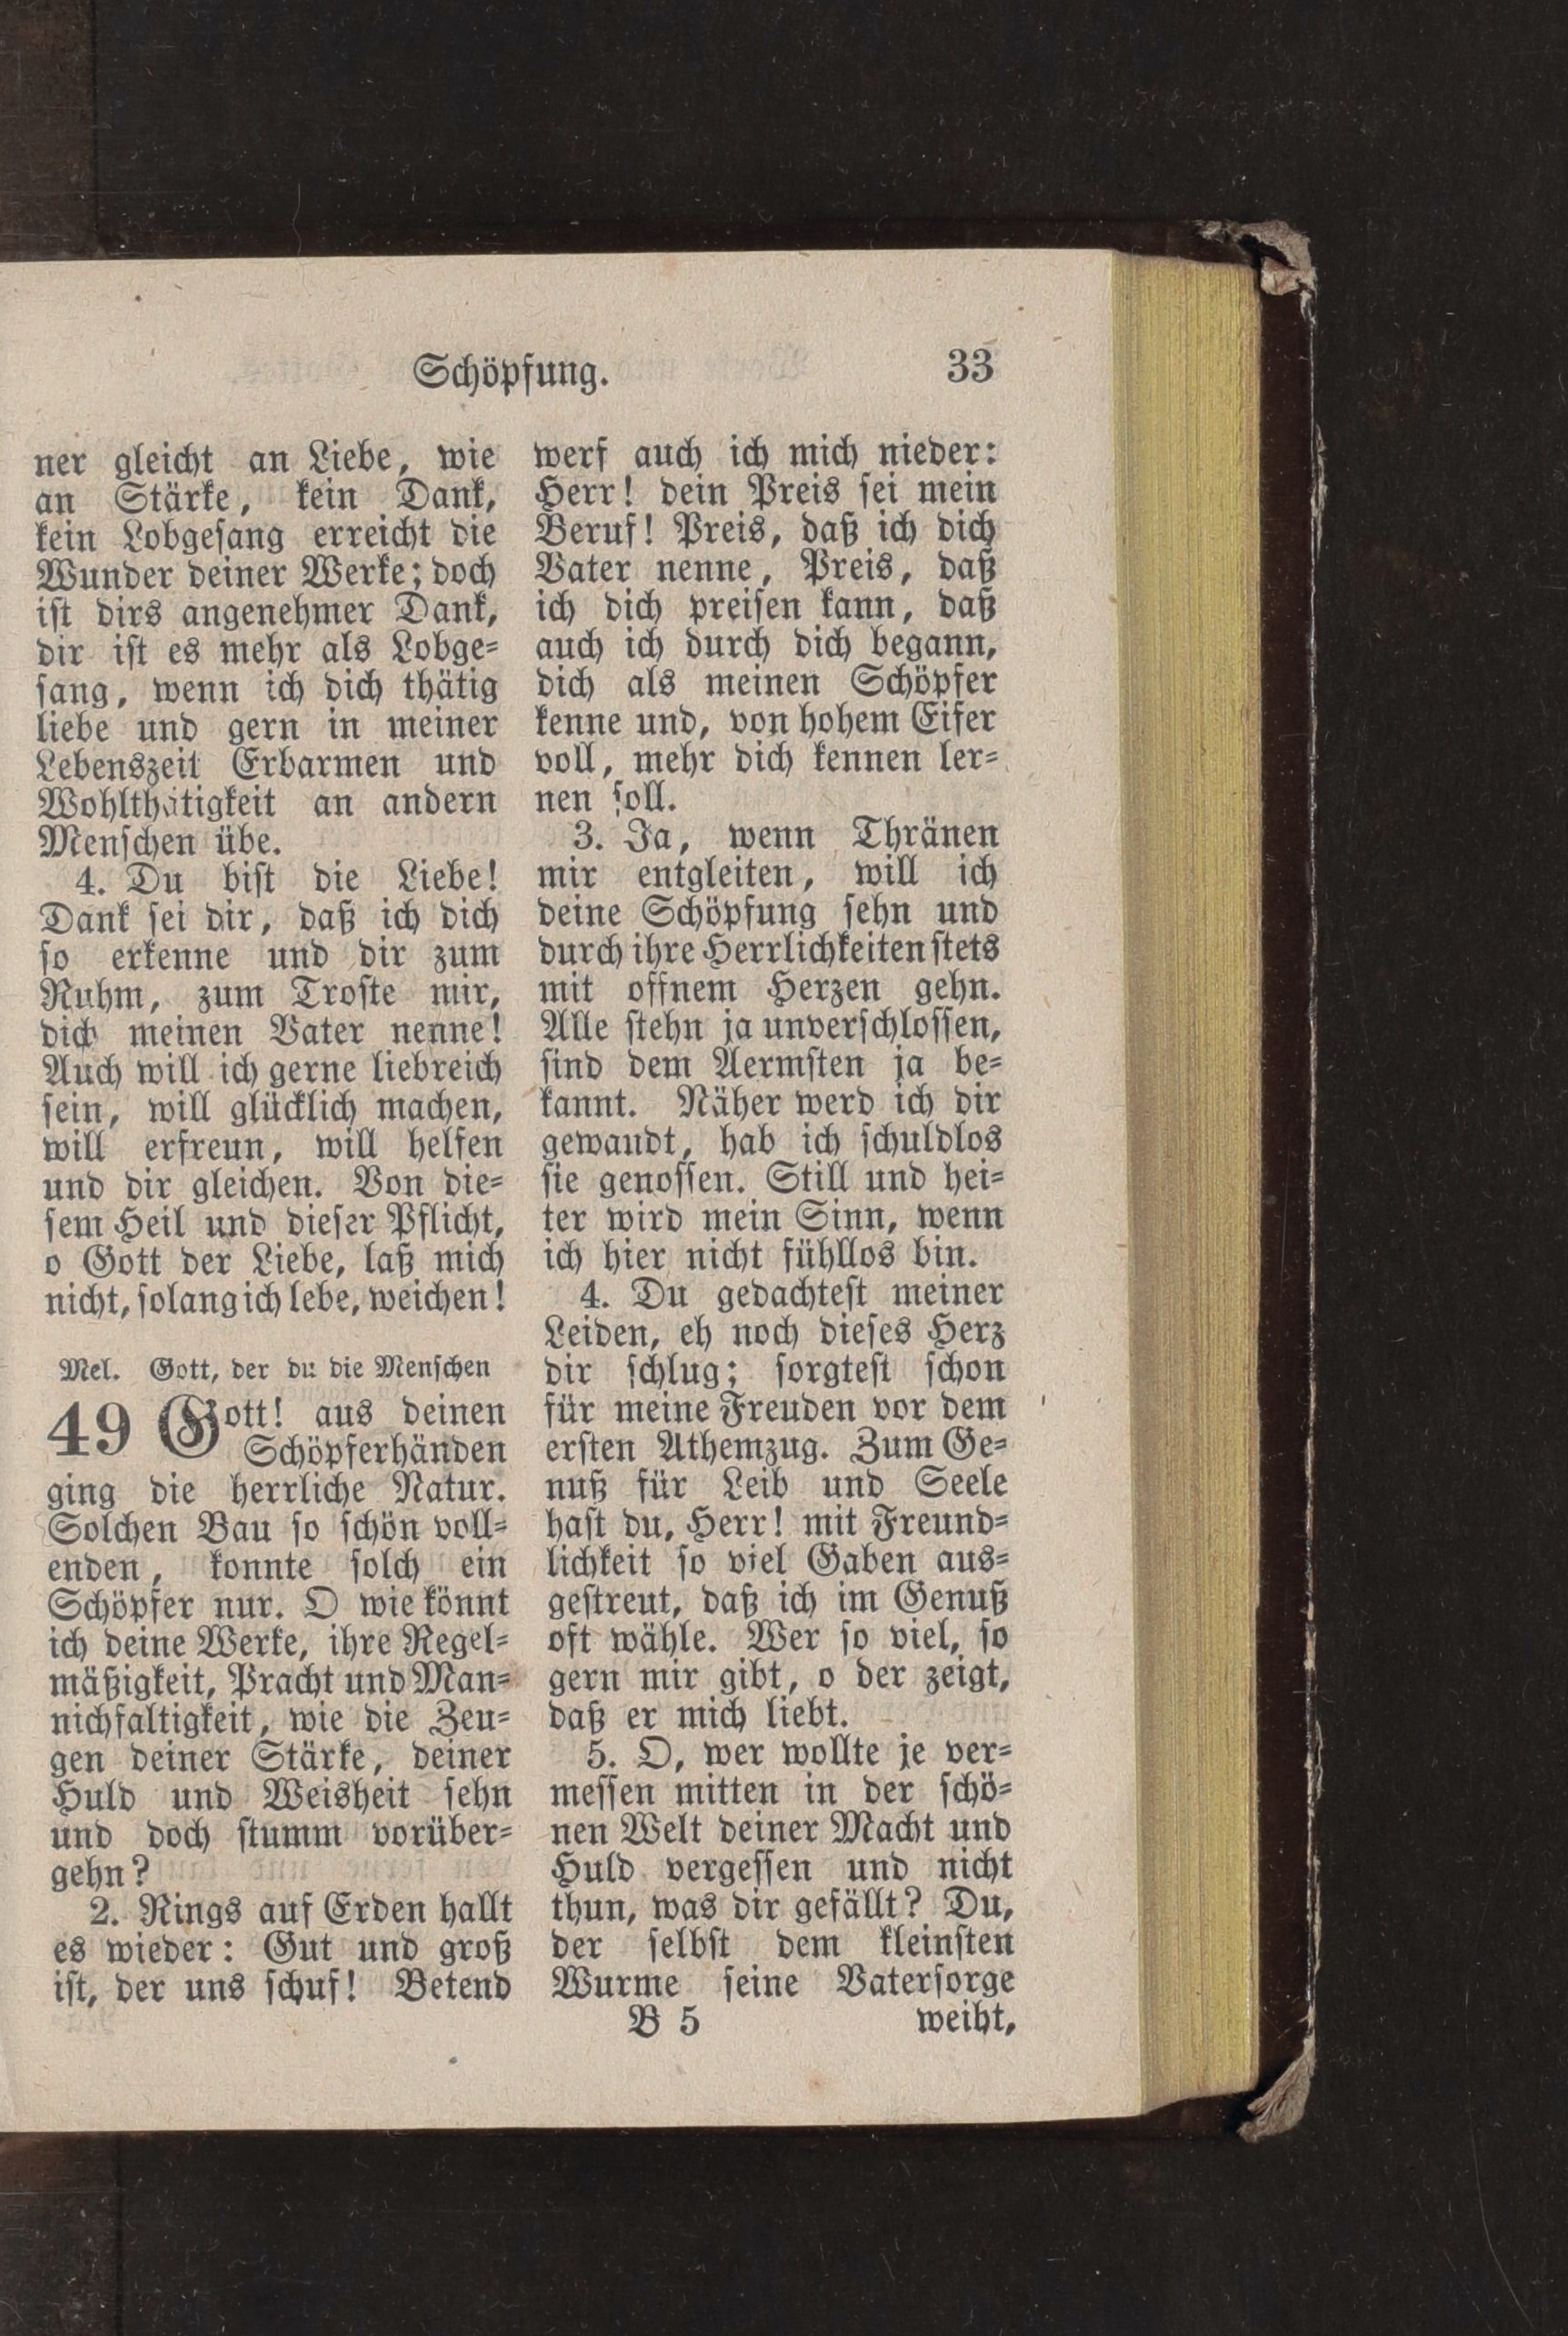 Schöpfung. 33
ner gleicht an Liebe, wie
an Stärke, kein Dank,
kein Lobgesang erreicht die
Wunder deiner Werke; doch
ist dirs angenehmer Dank,
dir ist es mehr als Lobge=
sang, wenn ich dich thätig
liebe und gern in meiner
Lebenszeit Erbarmen und
Wohlthätigkeit an andern
Menschen übe.
4. Du bist die Liebe!
Dank sei dir, daß ich dich
so erkenne und dir zum
Ruhm, zum Troste mir,
dich meinen Vater nenne!
Auch will ich gerne liebreich
sein, will glücklich machen,
will erfreun, will helfen
und dir gleichen. Von die=
sem Heil und dieser Pflicht,
o Gott der Liebe, laß mich
nicht, solang ich lebe, weichen!
Mel. Gott, der du die Menschen
49 Gott! aus deinen
Schöpferhänden
ging die herrliche Natur.
Solchen Bau so schön voll=
enden, konnte solch ein
Schöpfer nur. O wie könnt
ich deine Werke, ihre Regel=
mäßigkeit, Pracht und Man=
nichfaltigkeit, wie die Zeu=
gen deiner Stärke, deiner
Huld und Weisheit sehn
und doch stumm vorüber=
gehn?
2. Rings auf Erden hallt
es wieder: Gut und groß
ist, der uns schuf! Betend
werf auch ich mich nieder:
Herr! dein Preis sei mein
Beruf! Preis, daß ich dich
Vater nenne, Preis, daß
ich dich preisen kann, daß
auch ich durch dich begann,
dich als meinen Schöpfer
kenne und, von hohem Eifer
voll, mehr dich kennen ler=
nen soll.
3. Ja, wenn Thränen
mir entgleiten, will ich
deine Schöpfung sehn und
durch ihre Herrlichkeiten stets
mit offnem Herzen gehn.
Alle stehn ja unverschlossen,
sind dem Aermsten ja be=
kannt. Näher werd ich dir
gewandt, hab ich schuldlos
sie genossen. Still und hei=
ter wird mein Sinn, wenn
ich hier nicht fühllos bin.
4. Du gedachtest meiner
Leiden, eh noch dieses Herz
dir schlug; sorgtest schon
für meine Freuden vor dem
ersten Athemzug. Zum Ge=
nuß für Leib und Seele
hast du, Herr! mit Freund=
lichkeit so viel Gaben aus=
gestreut, daß ich im Genuß
oft wähle. Wer so viel, so
gern mir gibt, o der zeigt,
daß er mich liebt.
5. O, wer wollte je ver=
messen mitten in der schö=
nen Welt deiner Macht und
Huld vergessen und nicht
thun, was dir gefällt? Du,
der selbst dem kleinsten
Wurme seine Vatersorge
B 5 weiht,